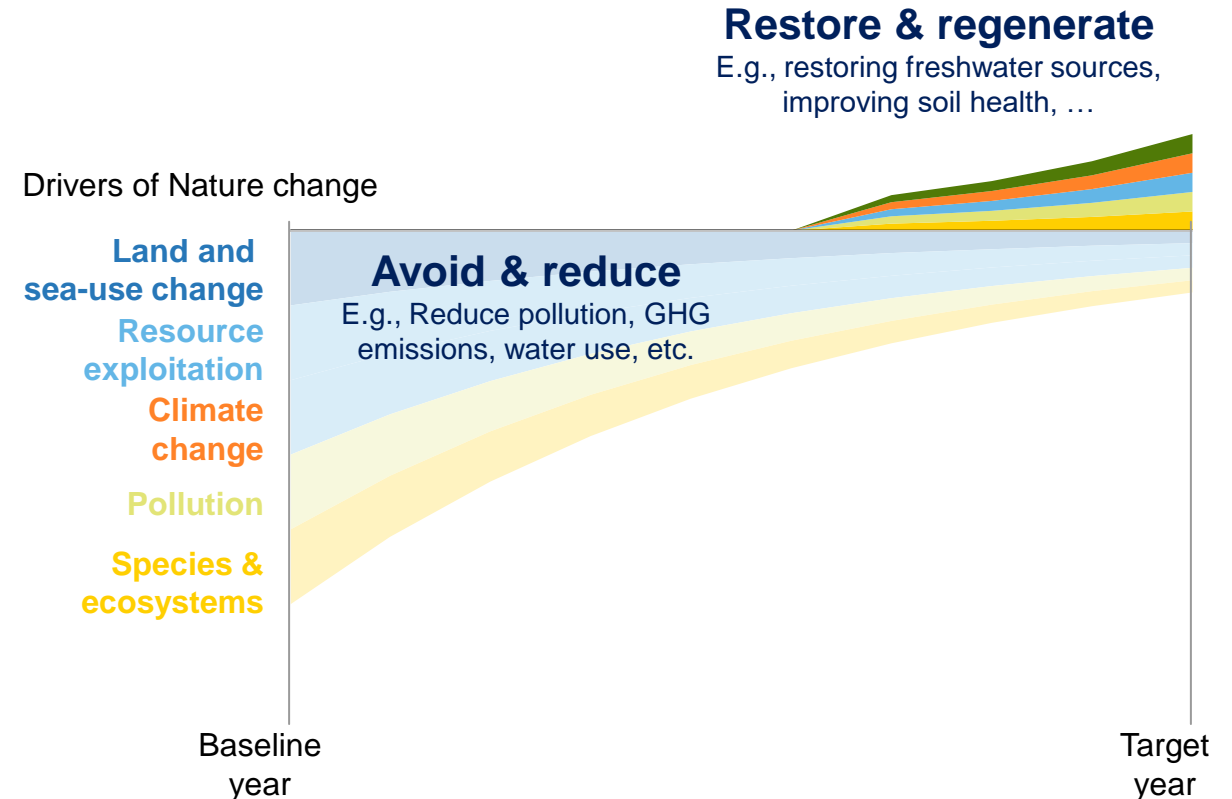 Restore & regenerate
E.g., restoring freshwater sources,
improving soil health, …
Drivers of Nature change
Land and
sea-use change
Resource
exploitation
Climate
change
Pollution
Species &
ecosystems
Avoid & reduce
E.g., Reduce pollution, GHG
emissions, water use, etc.
Baseline
year
Target
year